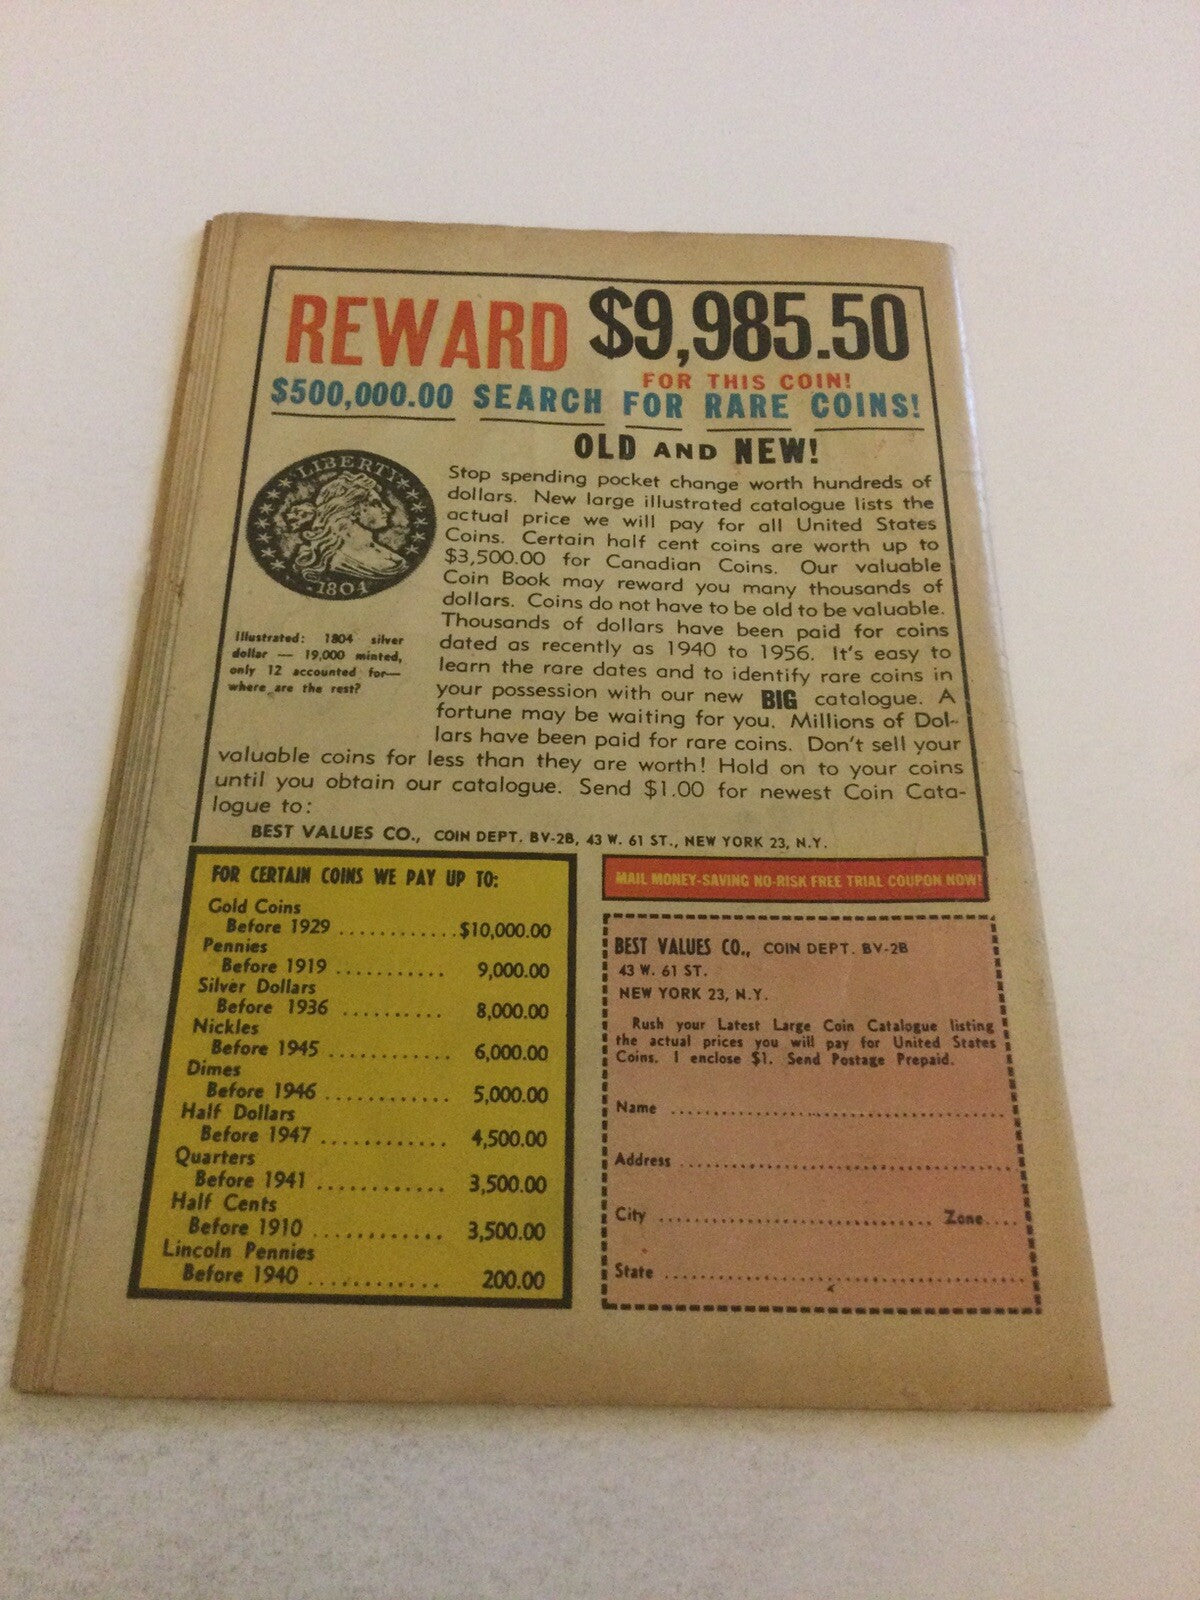 REWARD $9,985.50
FOR THIS COIN!
$500,000.00 SEARCH FOR RARE COINS!
OLD AND NEW!
LIBERTY
1804
Illustrated: 1804 silver
dollar — 19,000 minted,
only 12 accounted for—
where are the rest?
Stop spending pocket change worth hundreds of
dollars. New large illustrated catalogue lists the
actual price we will pay for all United States
Coins. Certain half cent coins are worth up to
$3,500.00 for Canadian Coins. Our valuable
Coin Book may reward you many thousands of
dollars. Coins do not have to be old to be valuable.
Thousands of dollars have been paid for coins
dated as recently as 1940 to 1956. It's easy to
learn the rare dates and to identify rare coins in
your possession with our new BIG catalogue. A
fortune may be waiting for you. Millions of Dol-
lars have been paid for rare coins. Don't sell your
valuable coins for less than they are worth! Hold on to your coins
until you obtain our catalogue. Send $1.00 for newest Coin Cata-
logue to:
BEST VALUES CO., COIN DEPT. BV-2B, 43 W. 61 ST., NEW YORK 23, N.Y.
FOR CERTAIN COINS WE PAY UP TO:
Gold Coins
Before 1929 ............$10,000.00
Pennies
Before 1919 .......... 9,000.00
Silver Dollars
Before 1936 .......... 8,000.00
Nickles
Before 1945 ........... 6,000.00
Dimes
Before 1946 ........... 5,000.00
Half Dollars
Before 1947 ........... 4,500.00
Quarters
Before 1941 ........... 3,500.00
Half Cents
Before 1910 ........... 3,500.00
Lincoln Pennies
Before 1940 ........... 200.00
MAIL MONEY-SAVING NO-RISK FREE TRIAL COUPON NOW!
BEST VALUES CO., COIN DEPT. BV-2B
43 W. 61 ST.
NEW YORK 23, N.Y.
Rush your Latest Large Coin Catalogue listing
the actual prices you will pay for United States
Coins. I enclose $1. Send Postage Prepaid.
Name ..............................
Address ..............................
City .............................. Zone....
State ..............................